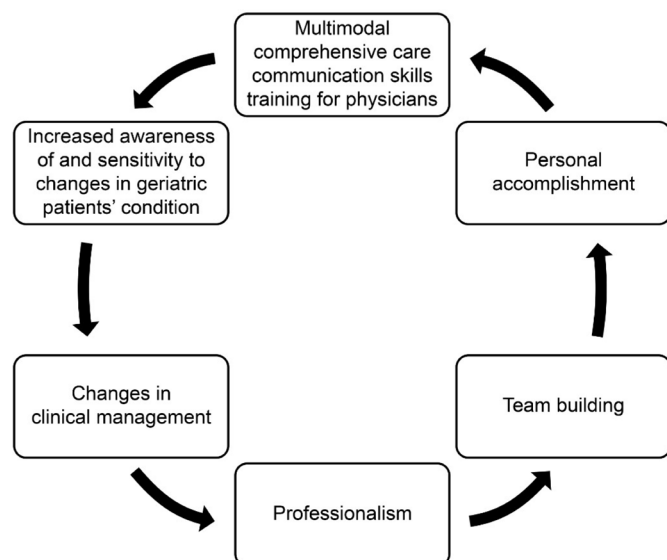 Multimodal
comprehensive care
communication skills
training for physicians
Increased awareness
of and sensitivity to
changes in geriatric
patients' condition
Personal
accomplishment
Changes in
clinical management
Team building
Professionalism